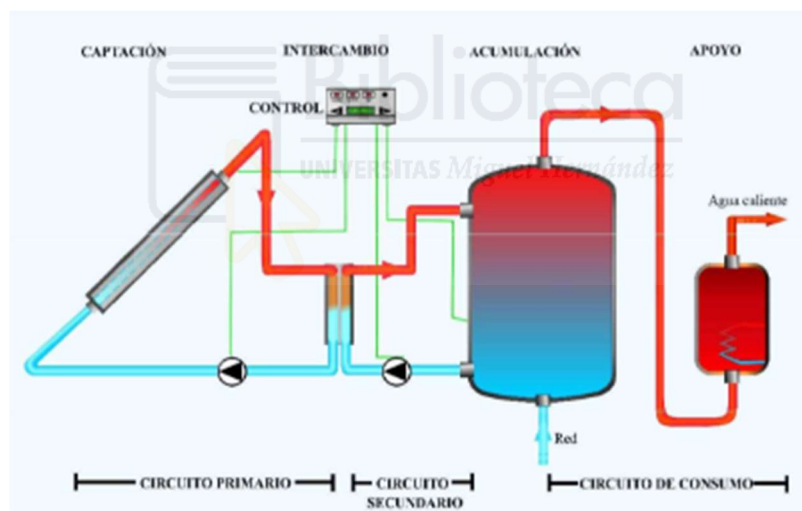 CAPTACIÓN INTERCAMBIO ACUMULACIÓN APOYO
Biblioteca
CONTROL
UNIVERSITAS Miguel Hernández
Agua caliente
Red
CIRCUITO PRIMARIO CIRCUITO SECUNDARIO CIRCUITO DE CONSUMO